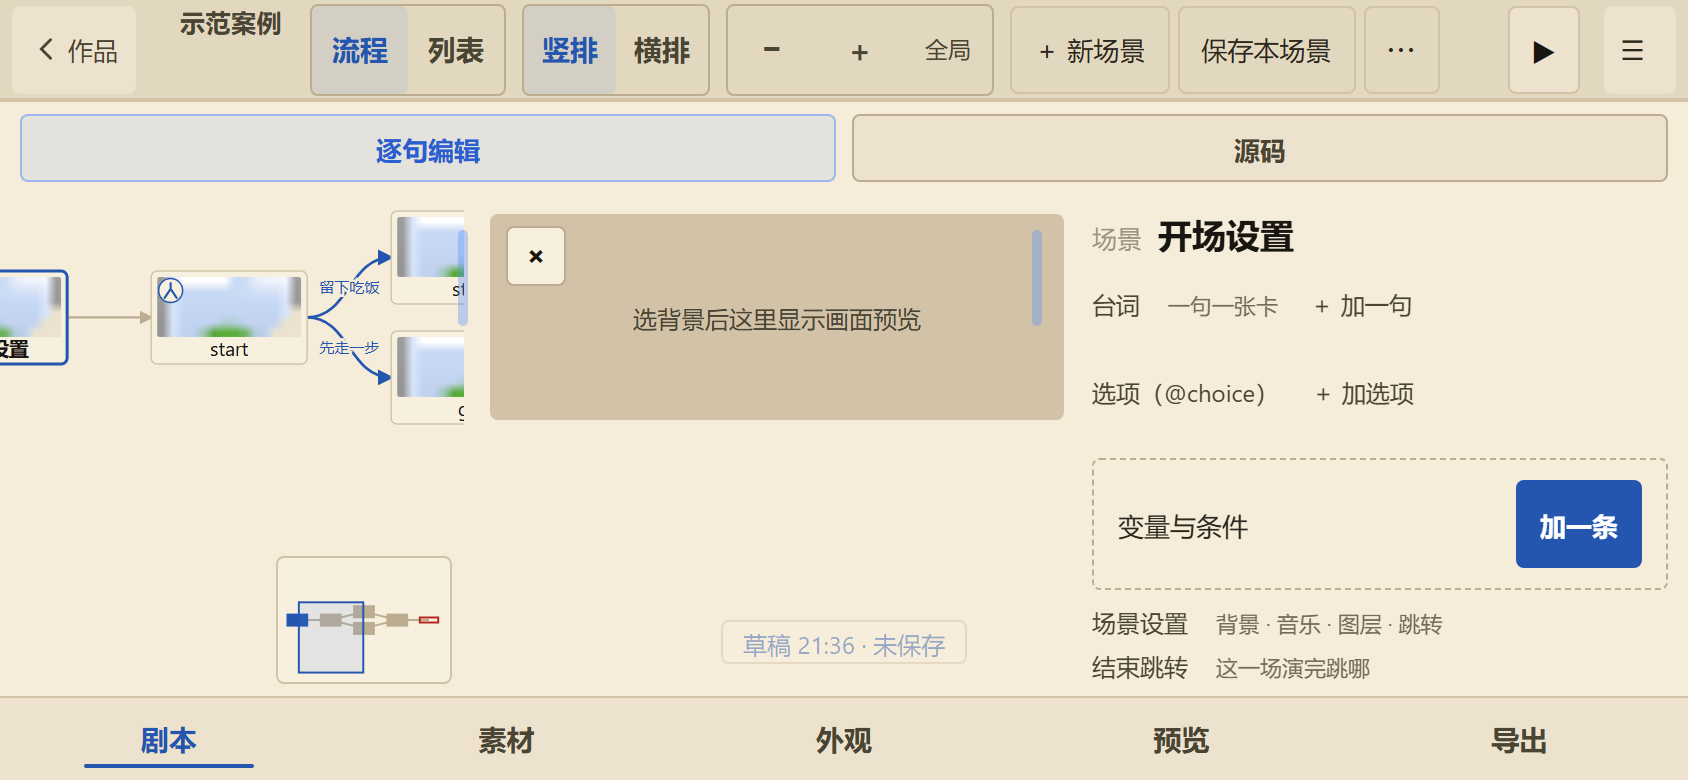 作品
示范案例
流程 列表
竖排 横排
− + 全局
+ 新场景
保存本场景
⋯
逐句编辑
源码
设置
start
留下吃饭
先走一步
st
×
选背景后这里显示画面预览
场景 开场设置
台词 一句一张卡 + 加一句
选项（@choice） + 加选项
变量与条件 加一条
场景设置 背景 · 音乐 · 图层 · 跳转
结束跳转 这一场演完跳哪
草稿 21:36 · 未保存
剧本 素材 外观 预览 导出